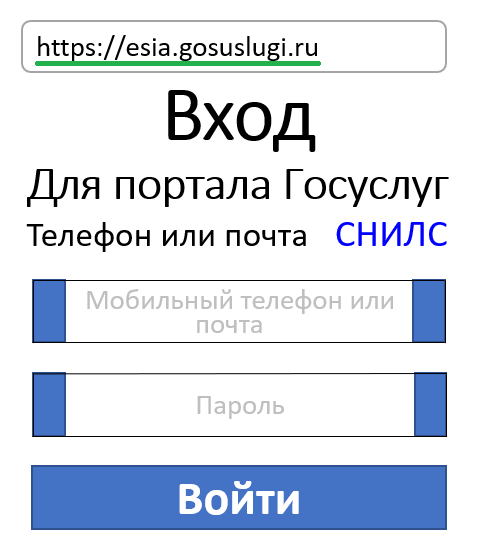 https://esia.gosuslugi.ru
Вход
Для портала Госуслуг
Телефон или почта СНИЛС
Мобильный телефон или
почта
Пароль
Войти